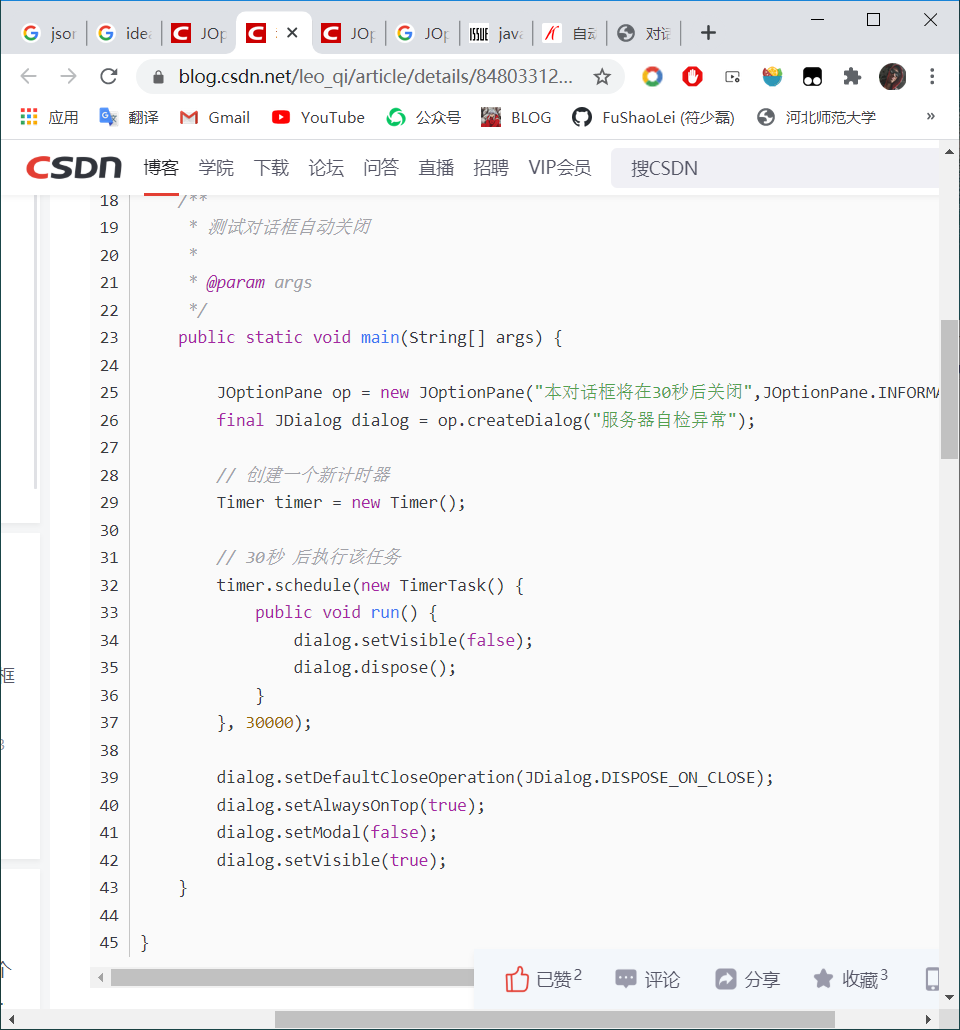 jsor
idea
JOp
JOp
JOp
ISSUE java
自动
对话
blog.csdn.net/leo_qi/article/details/84803312...
应用
翻译
Gmail
YouTube
公众号
BLOG
FuShaoLei (符少磊)
河北师范大学
»
CSDN 博客 学院 下载 论坛 问答 直播 招聘 VIP会员 搜CSDN
18 /**
19 * 测试对话框自动关闭
20 *
21 * @param args
22 */
23 public static void main(String[] args) {
24
25 JOptionPane op = new JOptionPane("本对话框将在30秒后关闭",JOptionPane.INFORMA
26 final JDialog dialog = op.createDialog("服务器自检异常");
27
28 // 创建一个新计时器
29 Timer timer = new Timer();
30
31 // 30秒 后执行该任务
32 timer.schedule(new TimerTask() {
33 public void run() {
34 dialog.setVisible(false);
35 dialog.dispose();
36 }
37 }, 30000);
38
39 dialog.setDefaultCloseOperation(JDialog.DISPOSE_ON_CLOSE);
40 dialog.setAlwaysOnTop(true);
41 dialog.setModal(false);
42 dialog.setVisible(true);
43 }
44
45 }
框
个
已赞2 评论 分享 收藏3